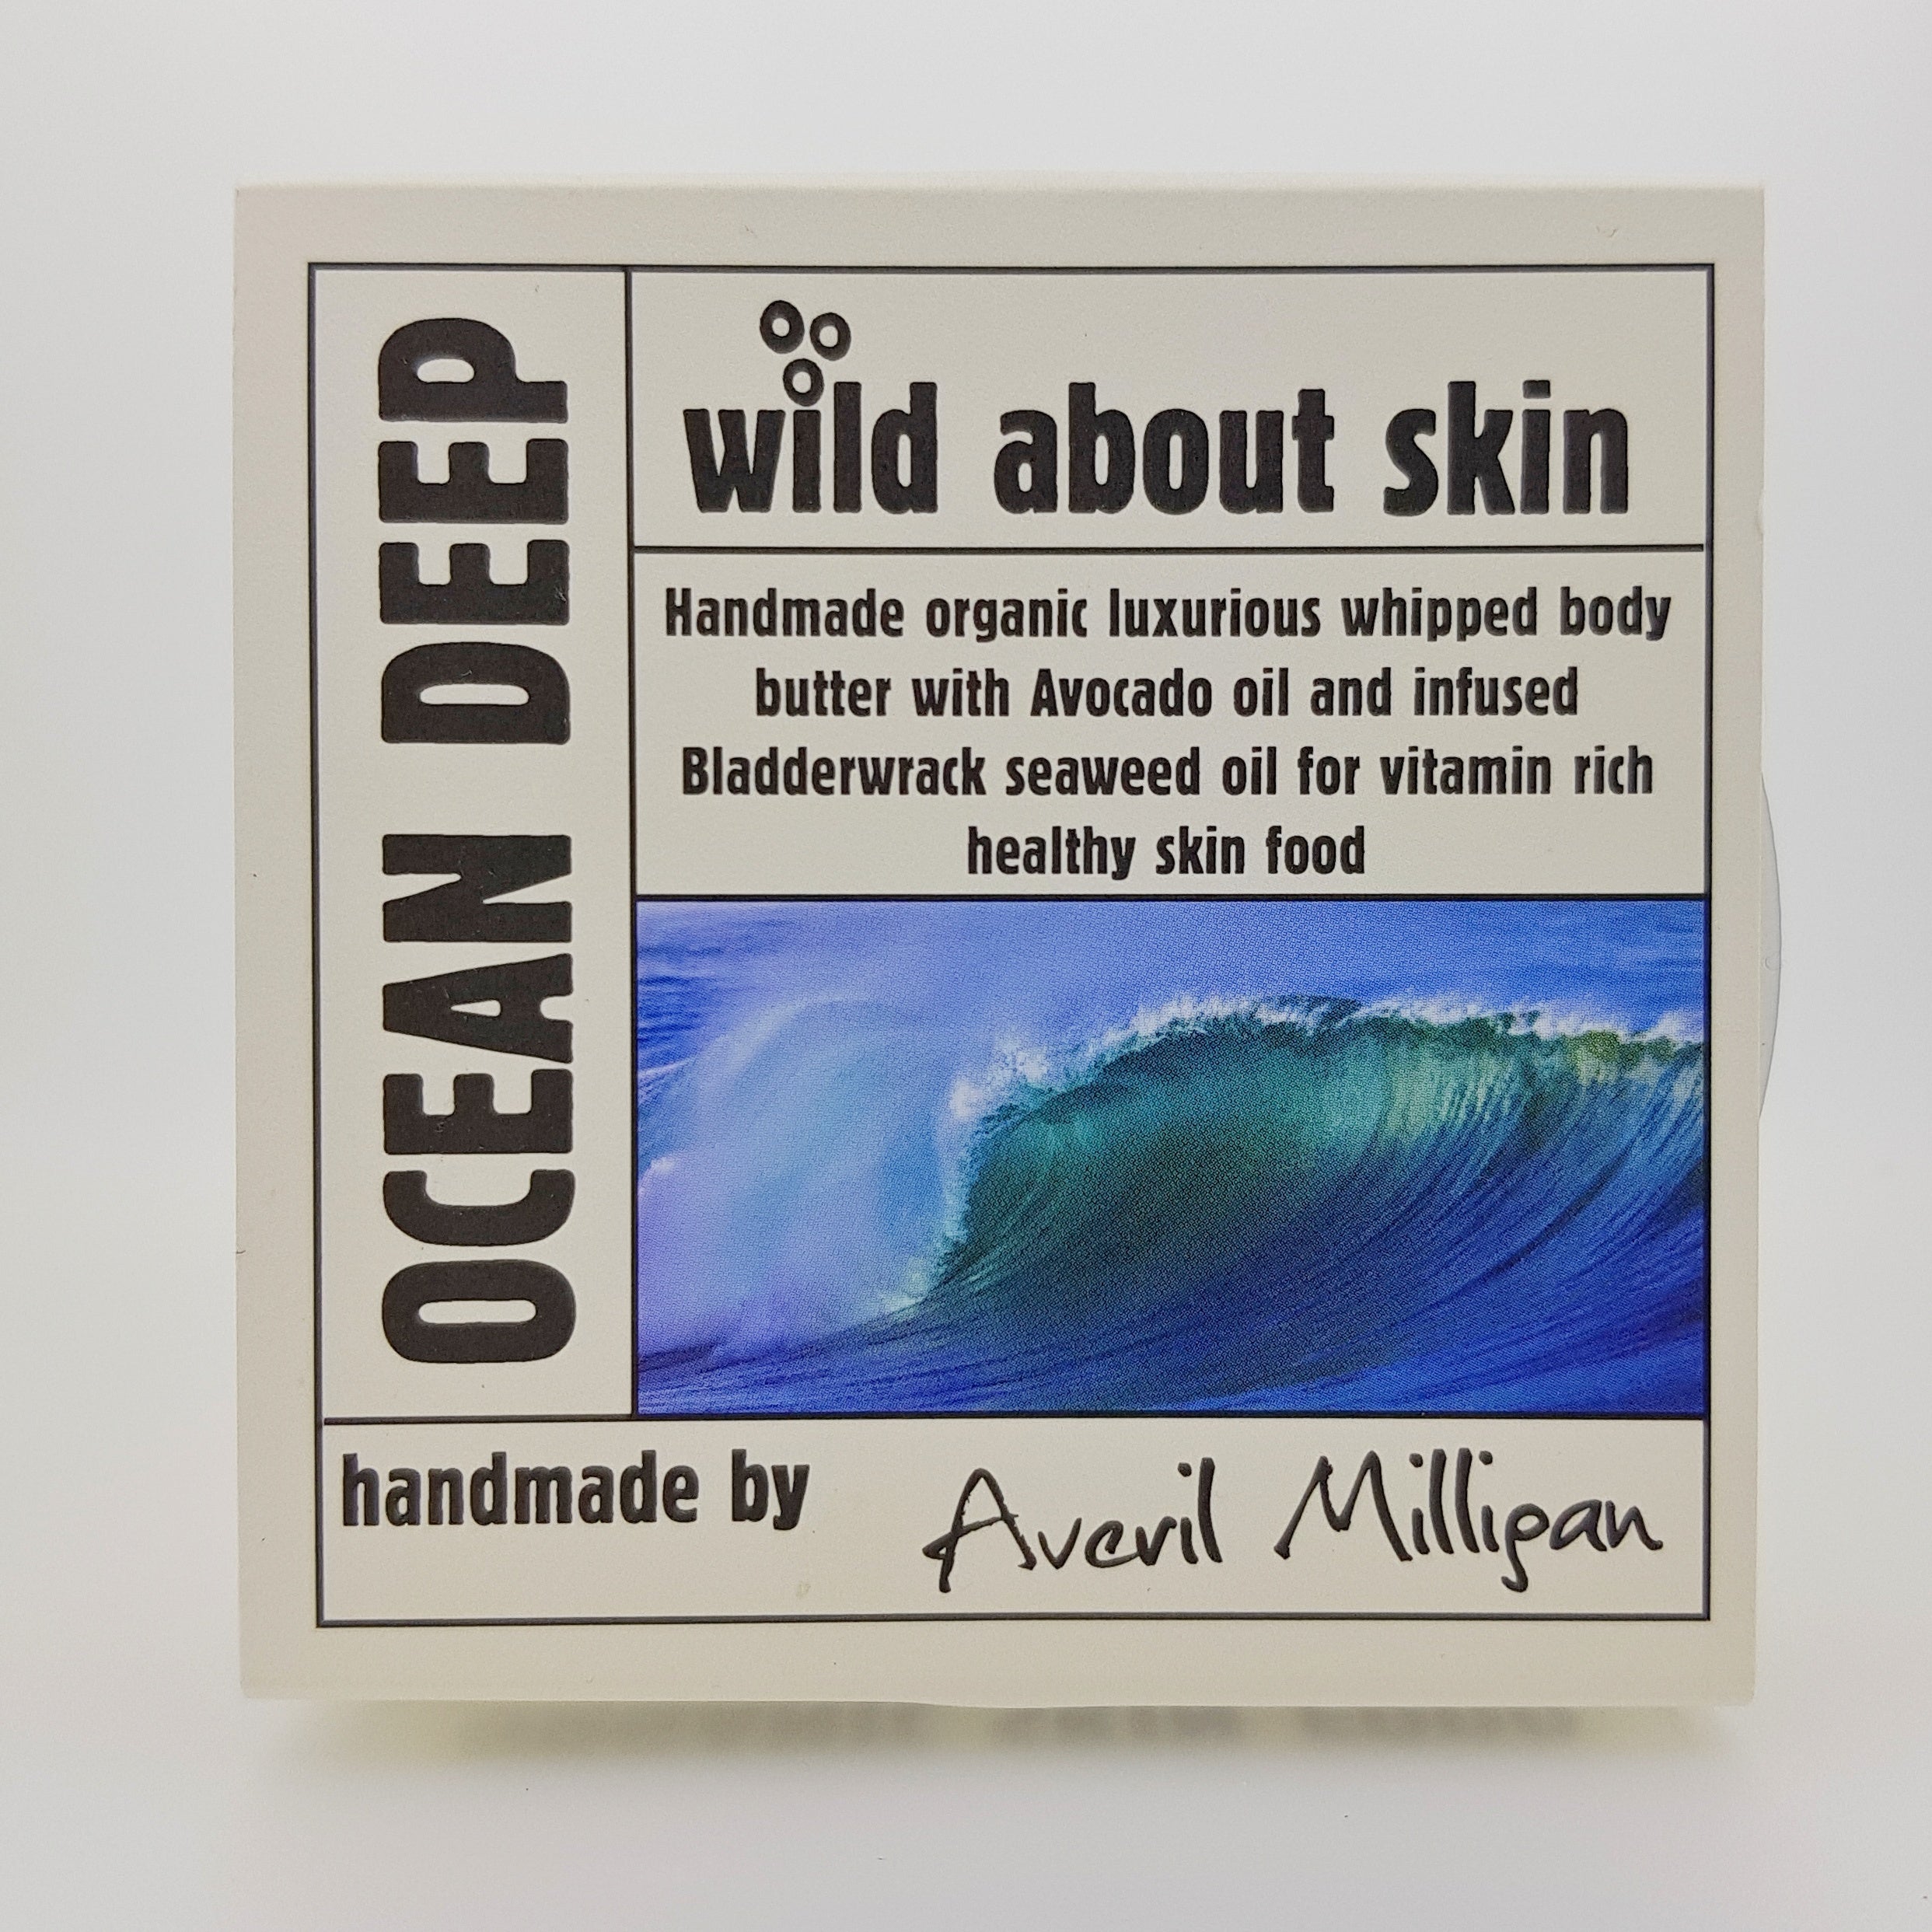 OCEAN DEEP
wild about skin
Handmade organic luxurious whipped body
butter with Avocado oil and infused
Bladderwrack seaweed oil for vitamin rich
healthy skin food
handmade by Averil Milligan